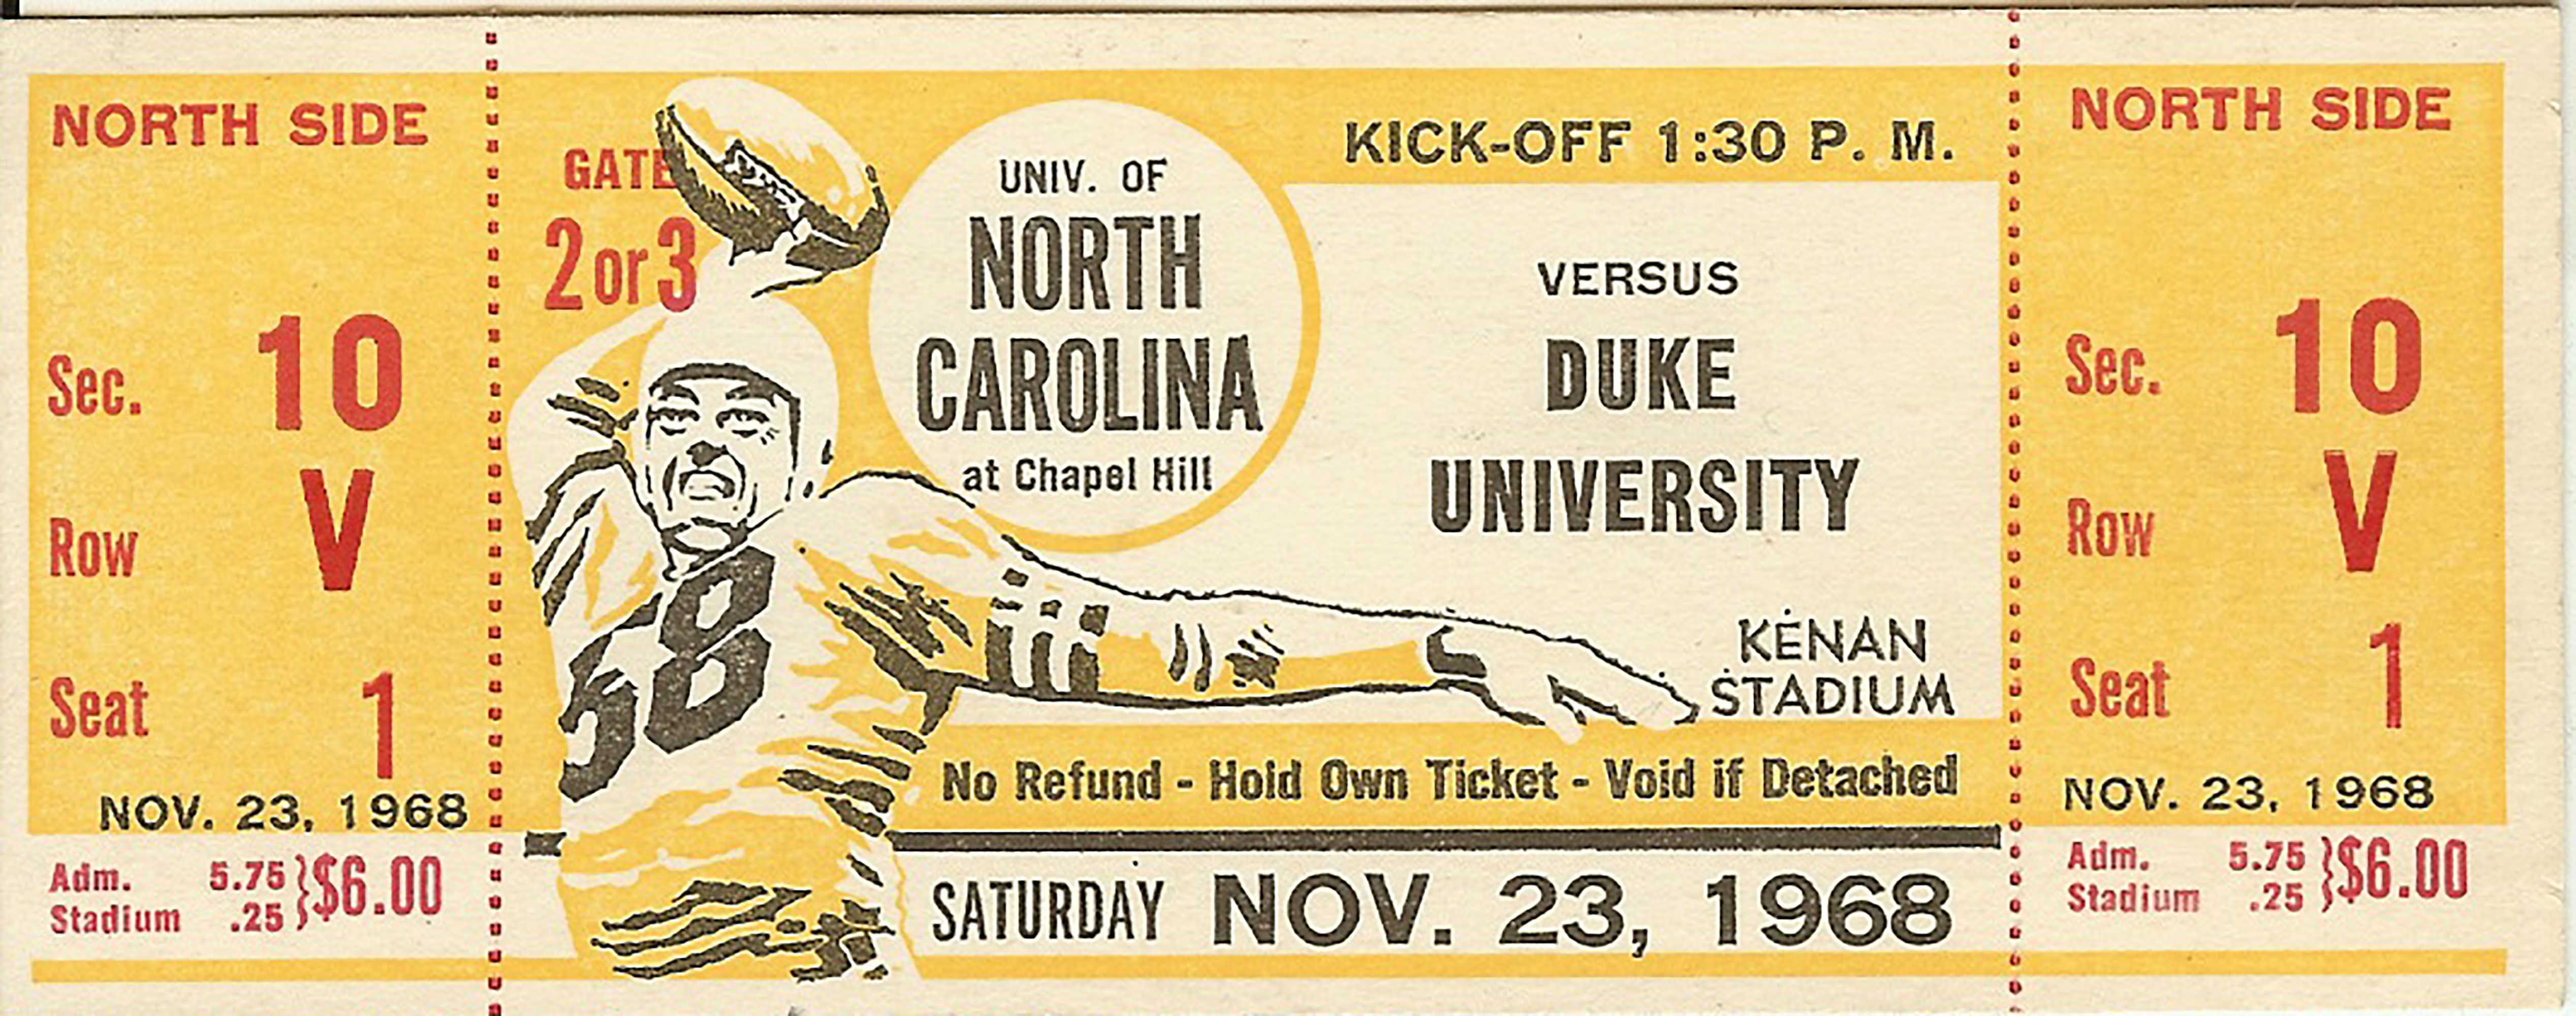 NORTH SIDE
Sec. 10
Row V
Seat 1
NOV. 23, 1968
Adm. 5.75 } $6.00
Stadium .25
GATE
2 or 3
58
UNIV. OF
NORTH
CAROLINA
at Chapel Hill
KICK-OFF 1:30 P. M.
VERSUS
DUKE
UNIVERSITY
KENAN
STADIUM
No Refund - Hold Own Ticket - Void if Detached
SATURDAY NOV. 23, 1968
NORTH SIDE
Sec. 10
Row V
Seat 1
NOV. 23, 1968
Adm. 5.75 } $6.00
Stadium .25